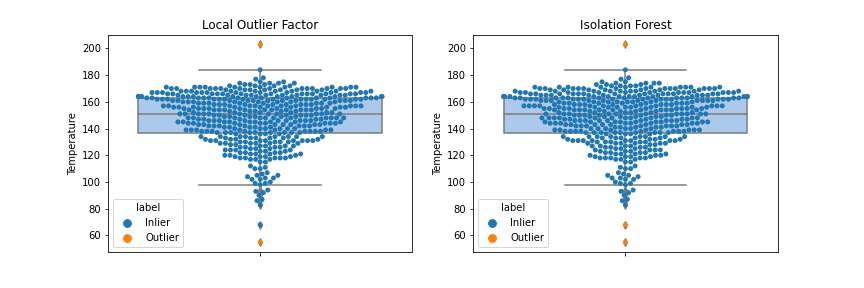 Local Outlier Factor
200
180
160
140
120
100
80
60
Temperature
label
Inlier
Outlier
Isolation Forest
200
180
160
140
120
100
80
60
Temperature
label
Inlier
Outlier